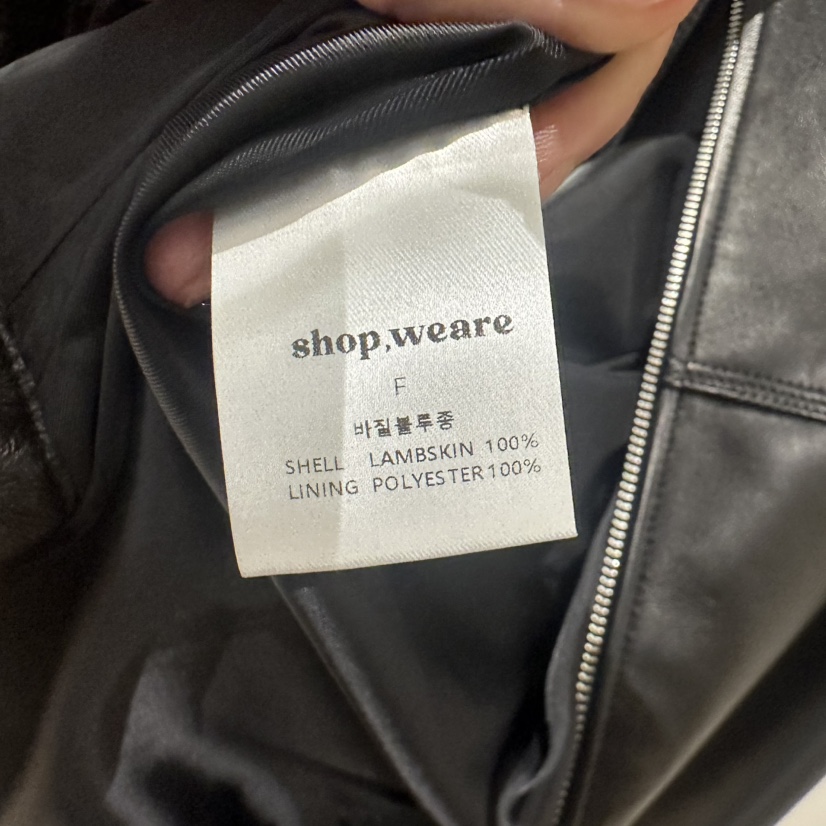 shop,weare
F
바질블루종
SHELL LAMBSKIN 100%
LINING POLYESTER 100%